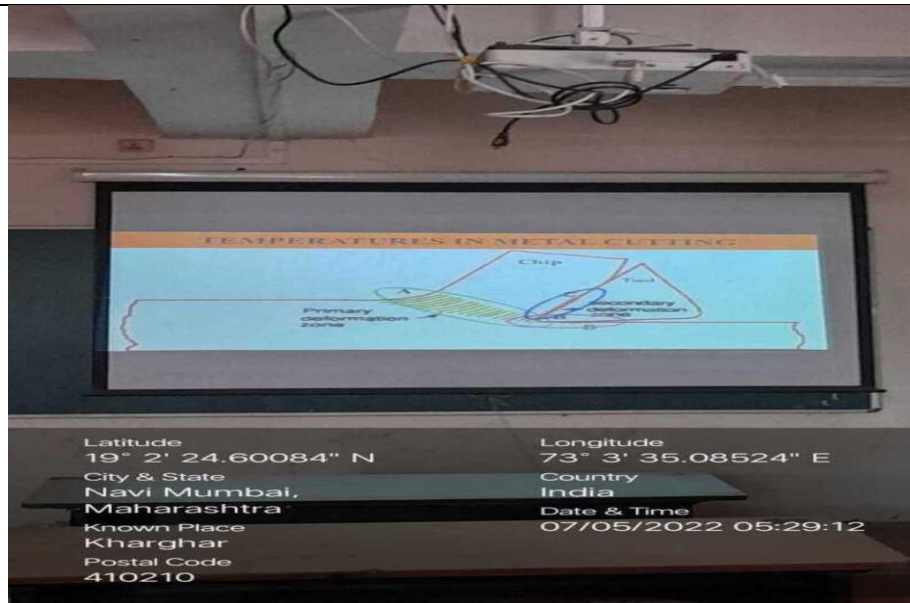 TEMPERATURES IN METAL CUTTING
Chip
Tool
A
Primary
deformation
zone
Secondary
deformation
zone
B
D
Latitude
19° 2' 24.60084" N
City & State
Navi Mumbai,
Maharashtra
Known Place
Kharghar
Postal Code
410210
Longitude
73° 3' 35.08524" E
Country
India
Date & Time
07/05/2022 05:29:12